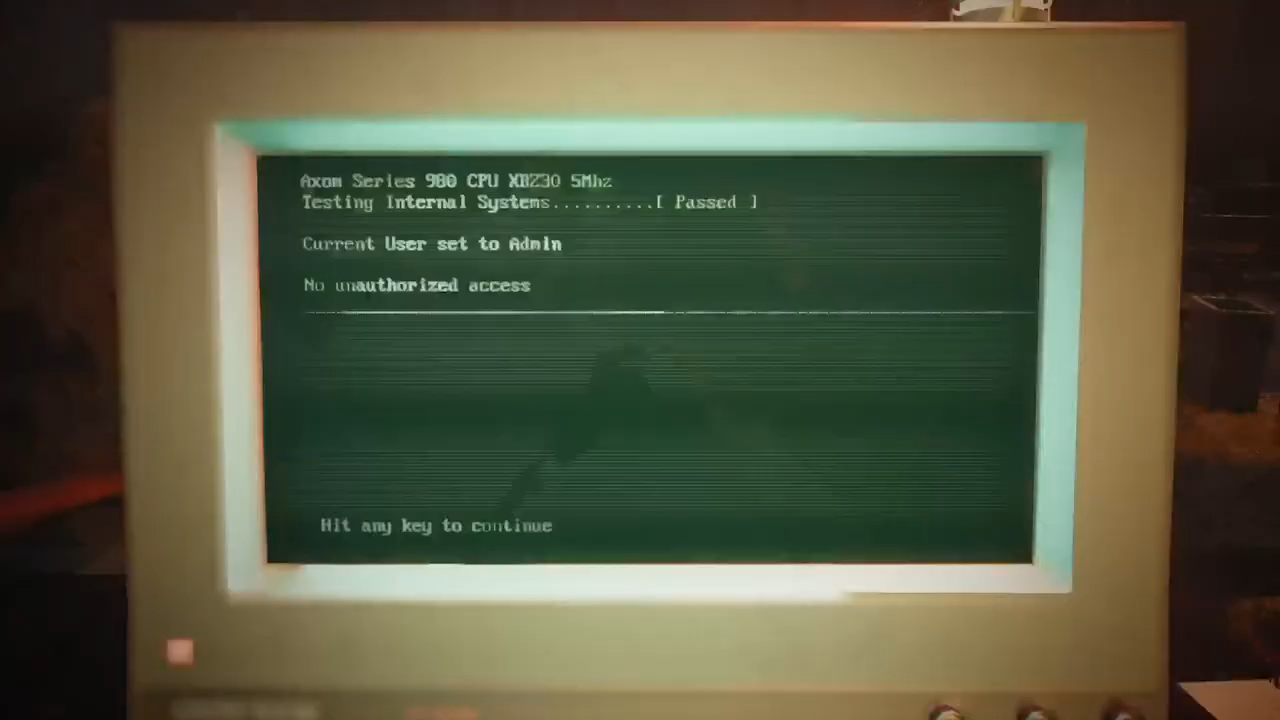 Axom Series 980 CPU XBZ30 5Mhz
Testing Internal Systems..........[ Passed ]
Current User set to Admin
No unauthorized access
Hit any key to continue